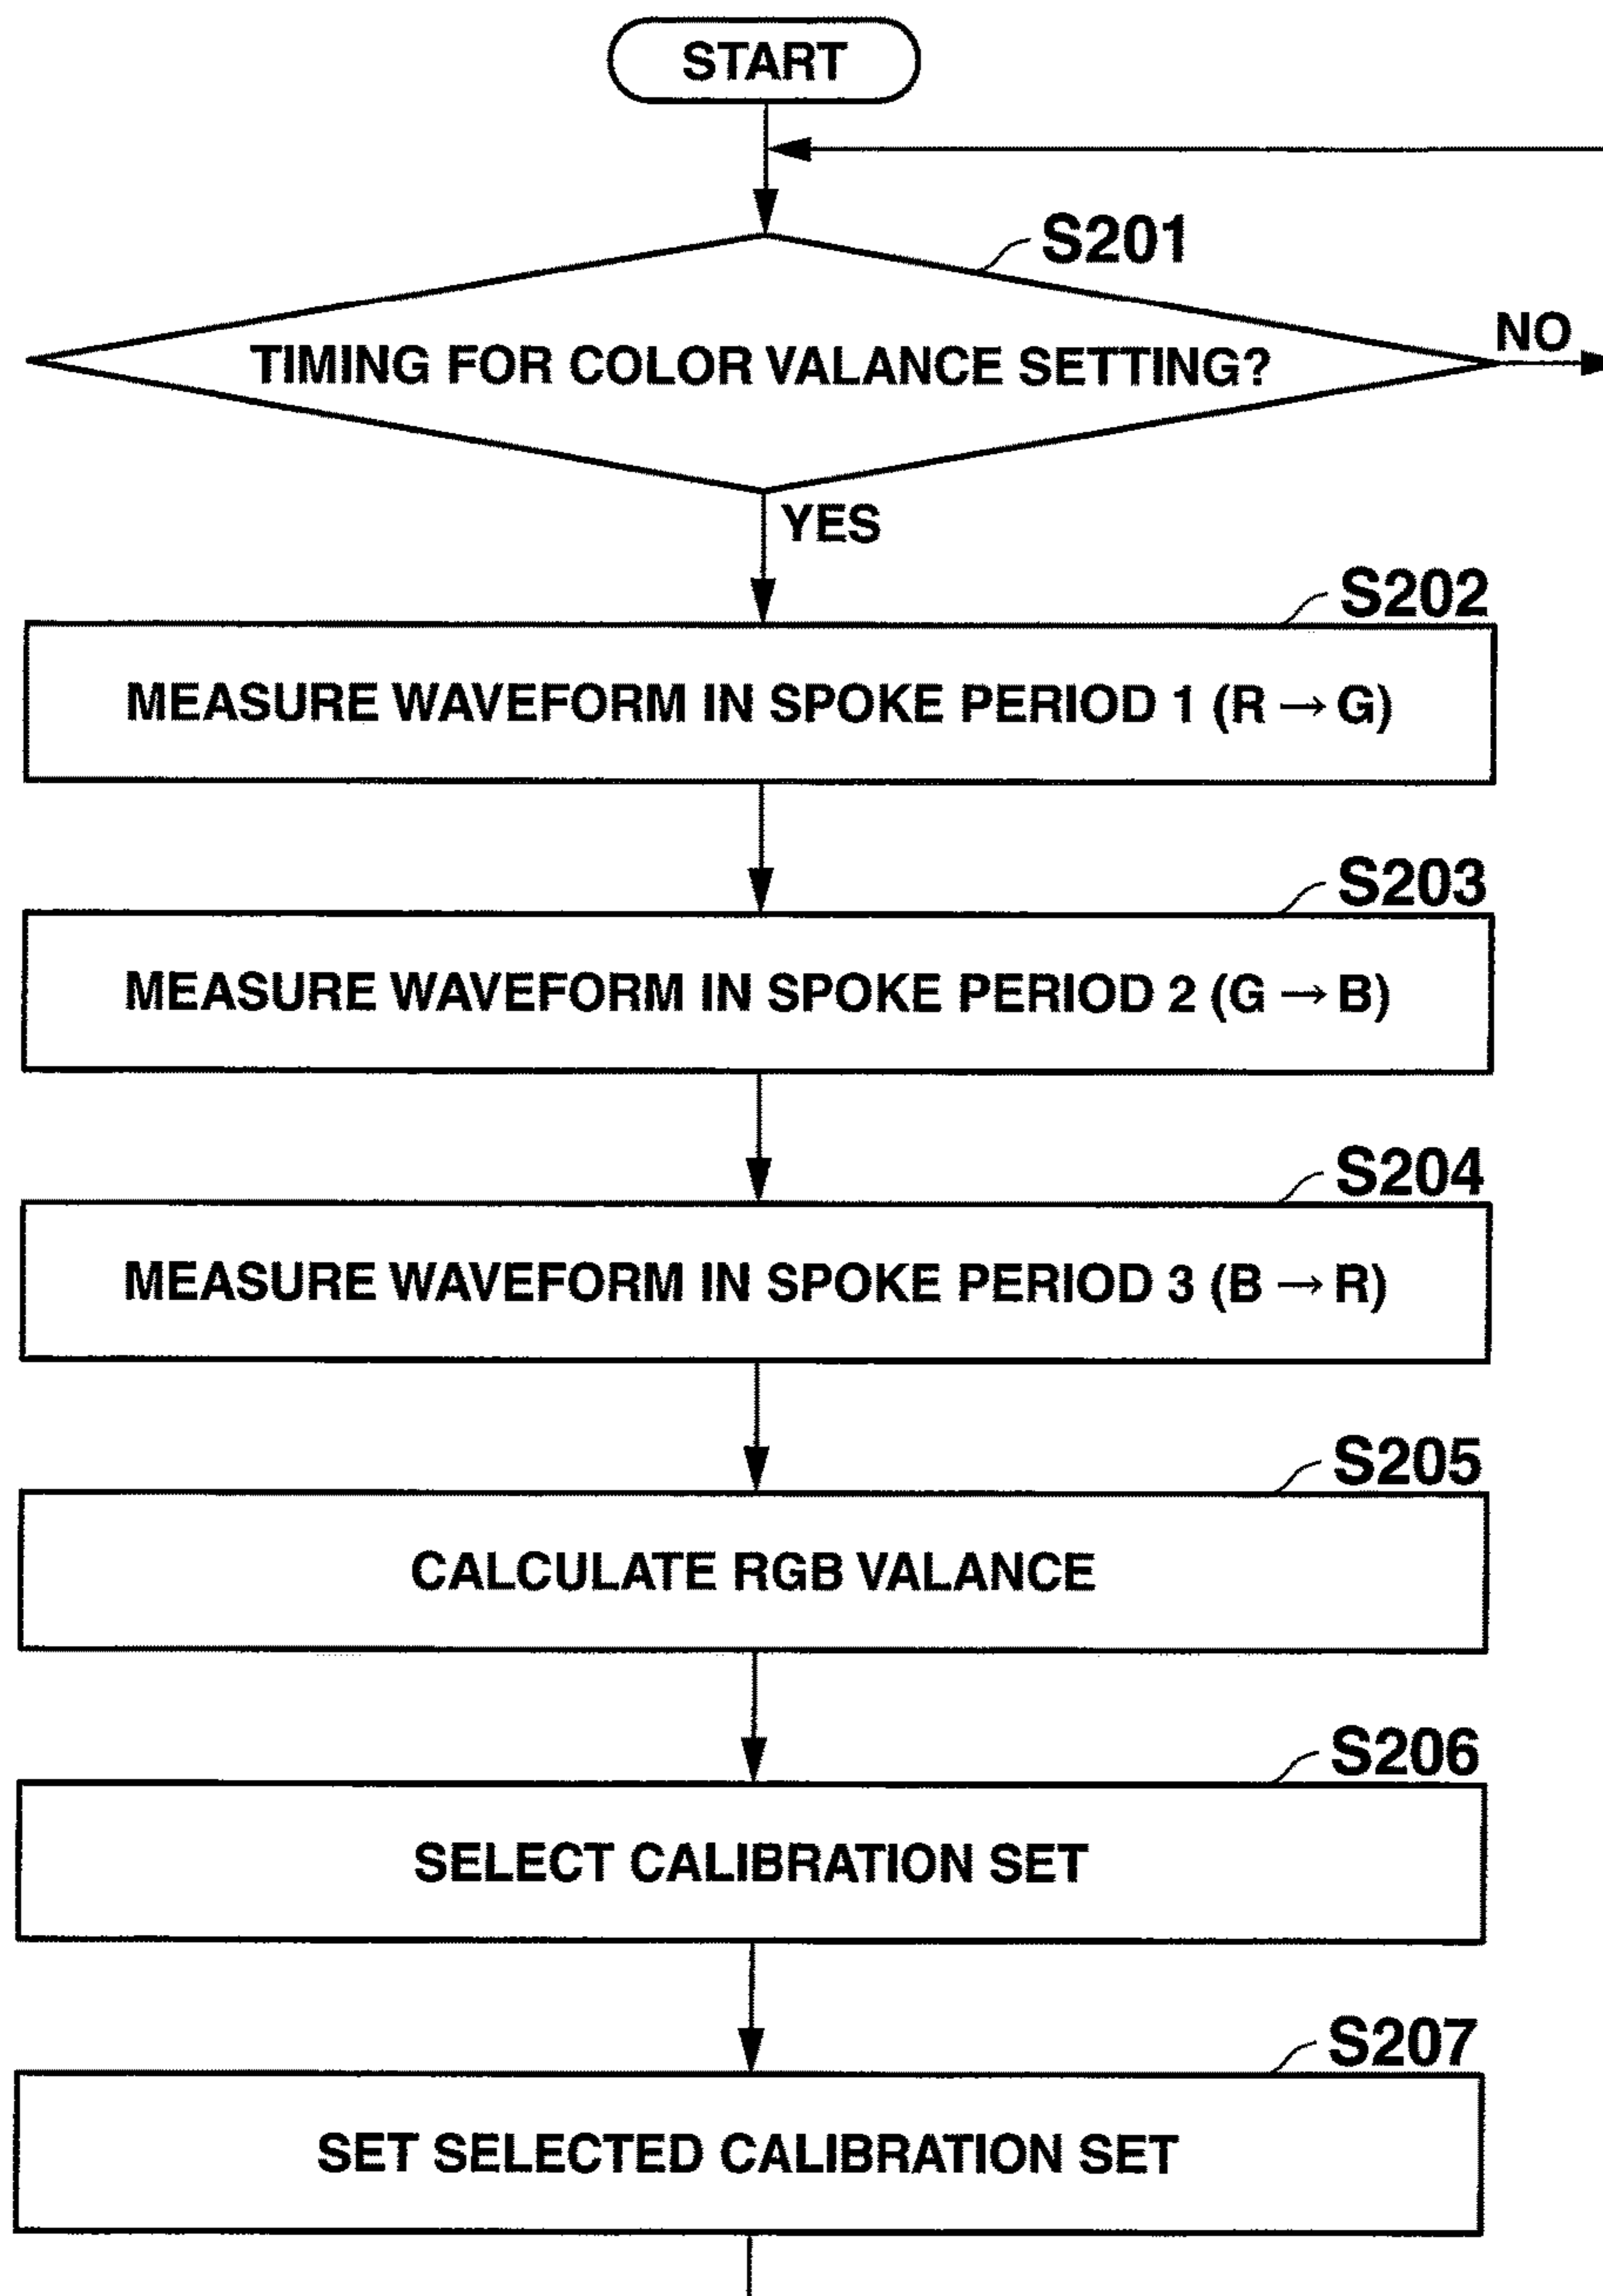 START
S201
TIMING FOR COLOR VALANCE SETTING?
NO
YES
S202
MEASURE WAVEFORM IN SPOKE PERIOD 1 (R → G)
S203
MEASURE WAVEFORM IN SPOKE PERIOD 2 (G → B)
S204
MEASURE WAVEFORM IN SPOKE PERIOD 3 (B → R)
S205
CALCULATE RGB VALANCE
S206
SELECT CALIBRATION SET
S207
SET SELECTED CALIBRATION SET